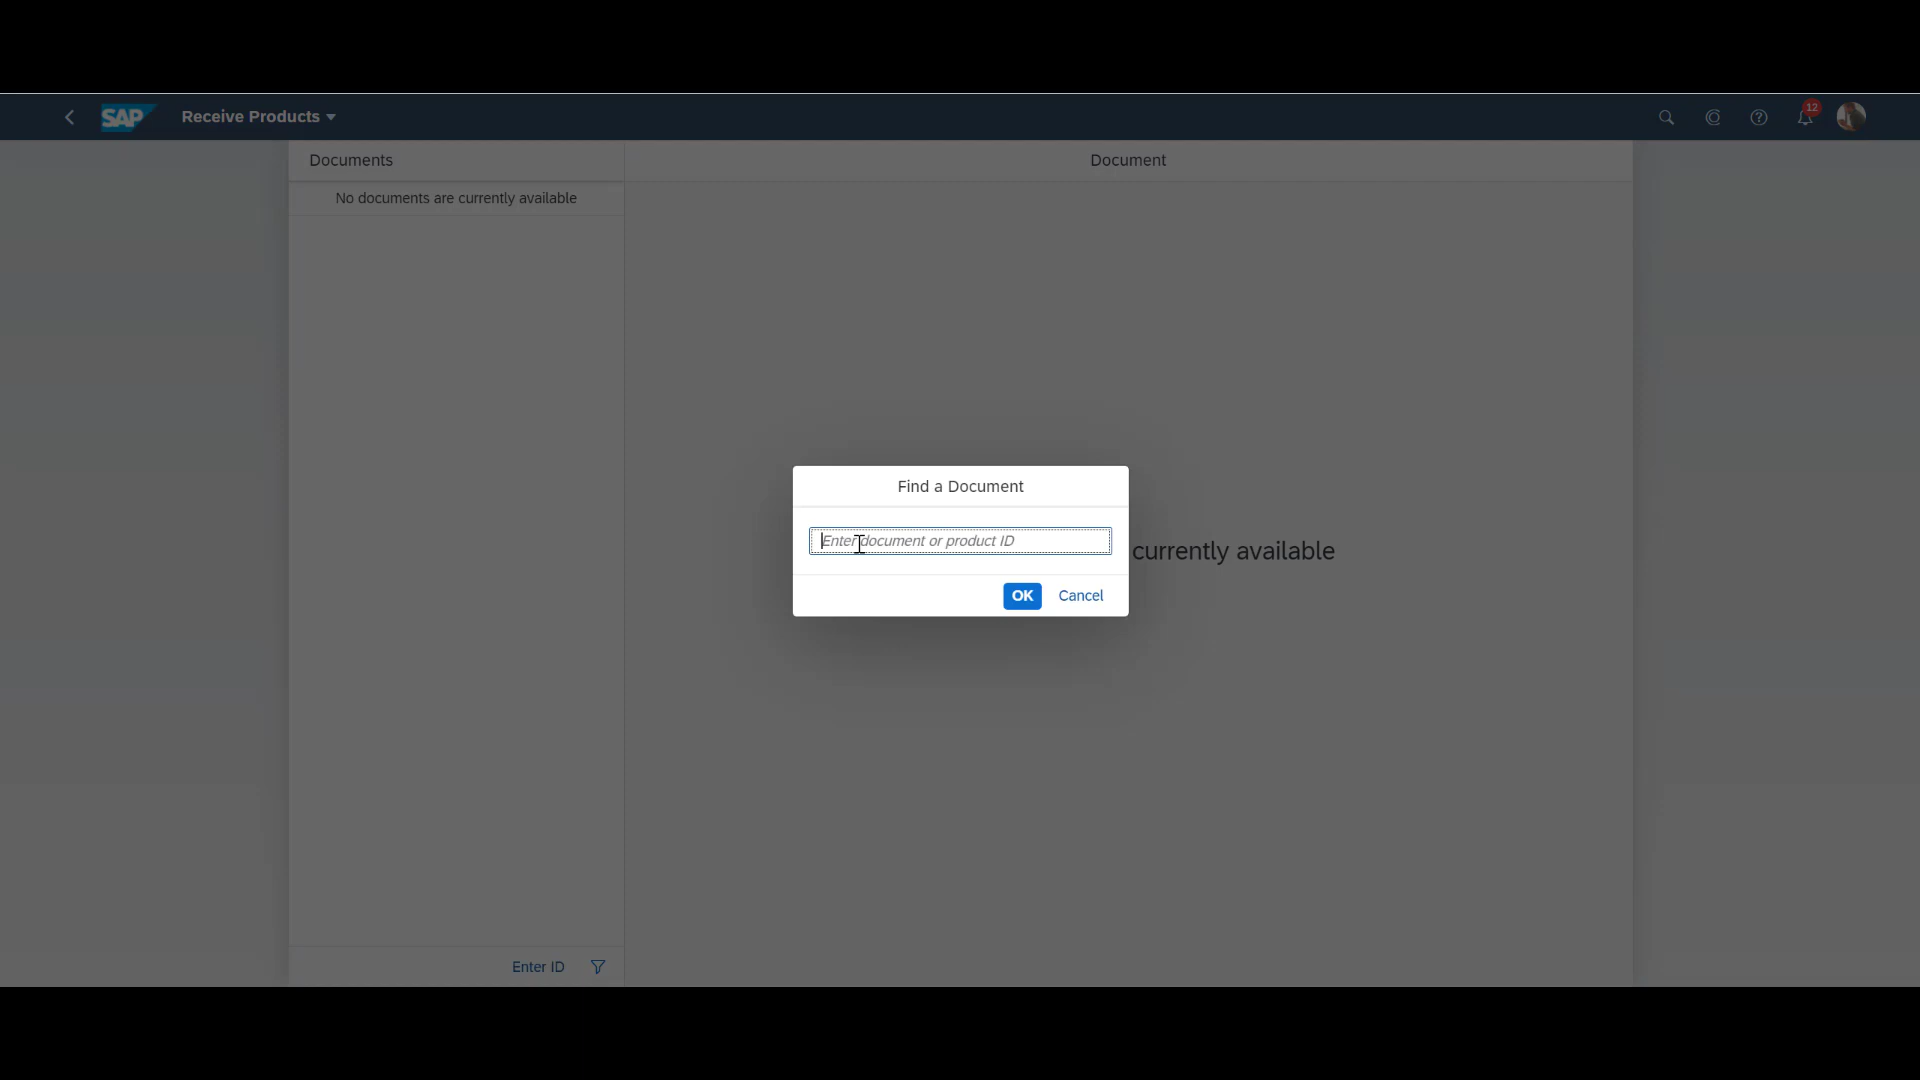 SAP
Receive Products
12
Documents
Document
No documents are currently available
currently available
Find a Document
Enter document or product ID
OK
Cancel
Enter ID